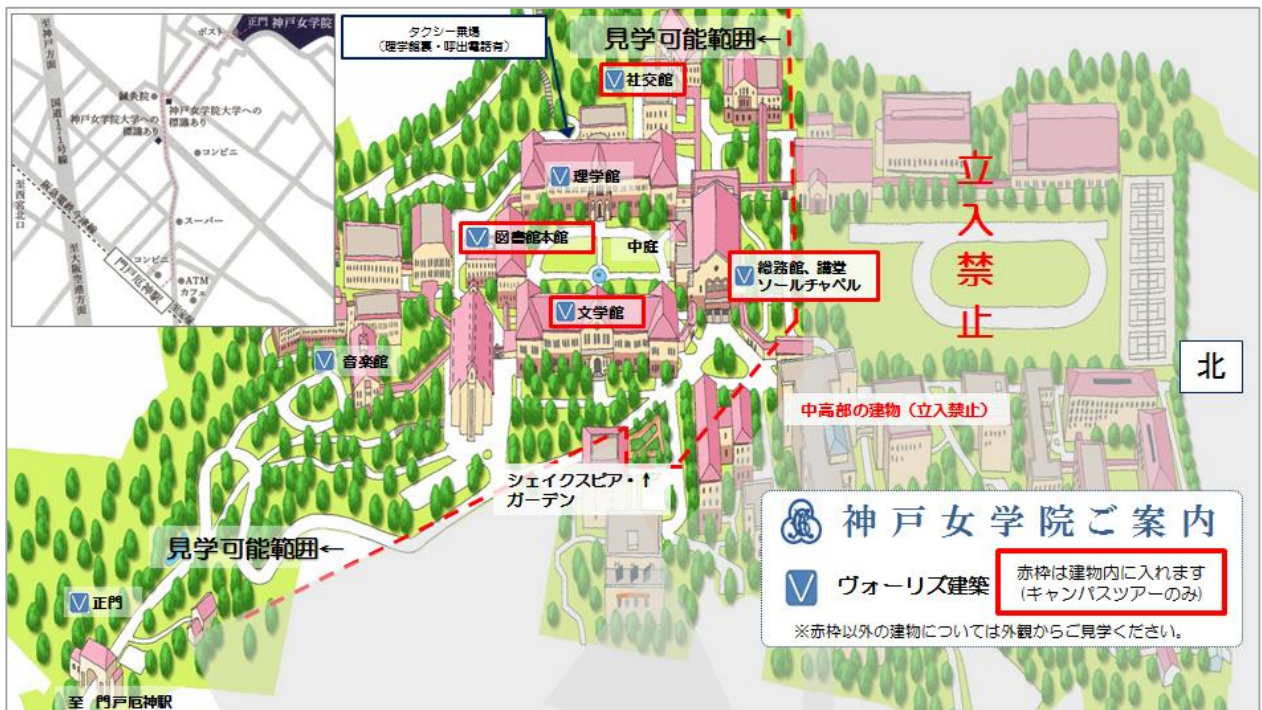 至神戸方面
国道171号線
至西宮北口
阪急電鉄今津線
至大阪空港方面
ポスト
正門 神戸女学院
鍼灸院
神戸女学院大学への
標識あり
神戸女学院大学への
標識あり
コンビニ
スーパー
コンビニ
門戸厄神駅
ATM
カフェ
至宝塚
タクシー乗場
(理学館裏・呼出電話有)
見学可能範囲←
V 社交館
V 理学館
V 図書館本館
中庭
V 総務館、講堂
ソールチャペル
V 文学館
V 音楽館
立入禁止
北
中高部の建物(立入禁止)
シェイクスピア・↑
ガーデン
見学可能範囲←
V 正門
至 門戸厄神駅
神戸女学院ご案内
V ヴォーリズ建築
赤枠は建物内に入れます
(キャンパスツアーのみ)
※赤枠以外の建物については外観からご見学ください。